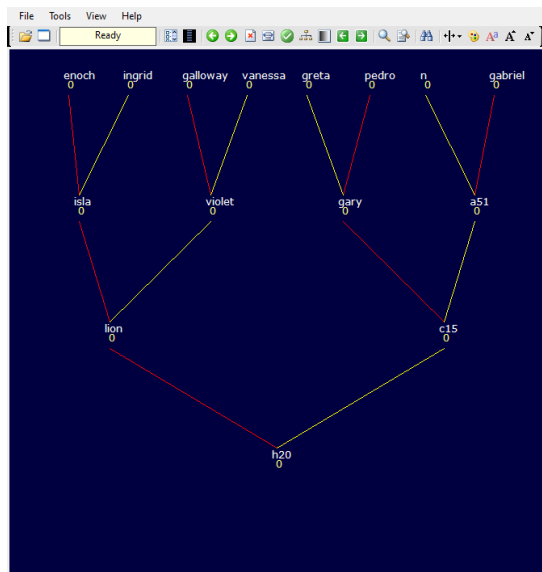 File Tools View Help
Ready
enoch ingrid galloway vanessa greta pedro n gabriel
0 0 0 0 0 0 0 0
isla violet gary a51
0 0 0 0
lion c15
0 0
h20
0